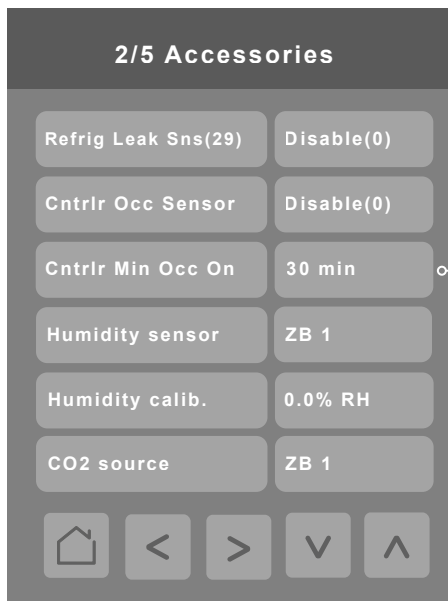 2/5 Accessories
Refrig Leak Sns(29) Disable(0)
Cntrlr Occ Sensor Disable(0)
Cntrlr Min Occ On 30 min
Humidity sensor ZB 1
Humidity calib. 0.0% RH
CO2 source ZB 1